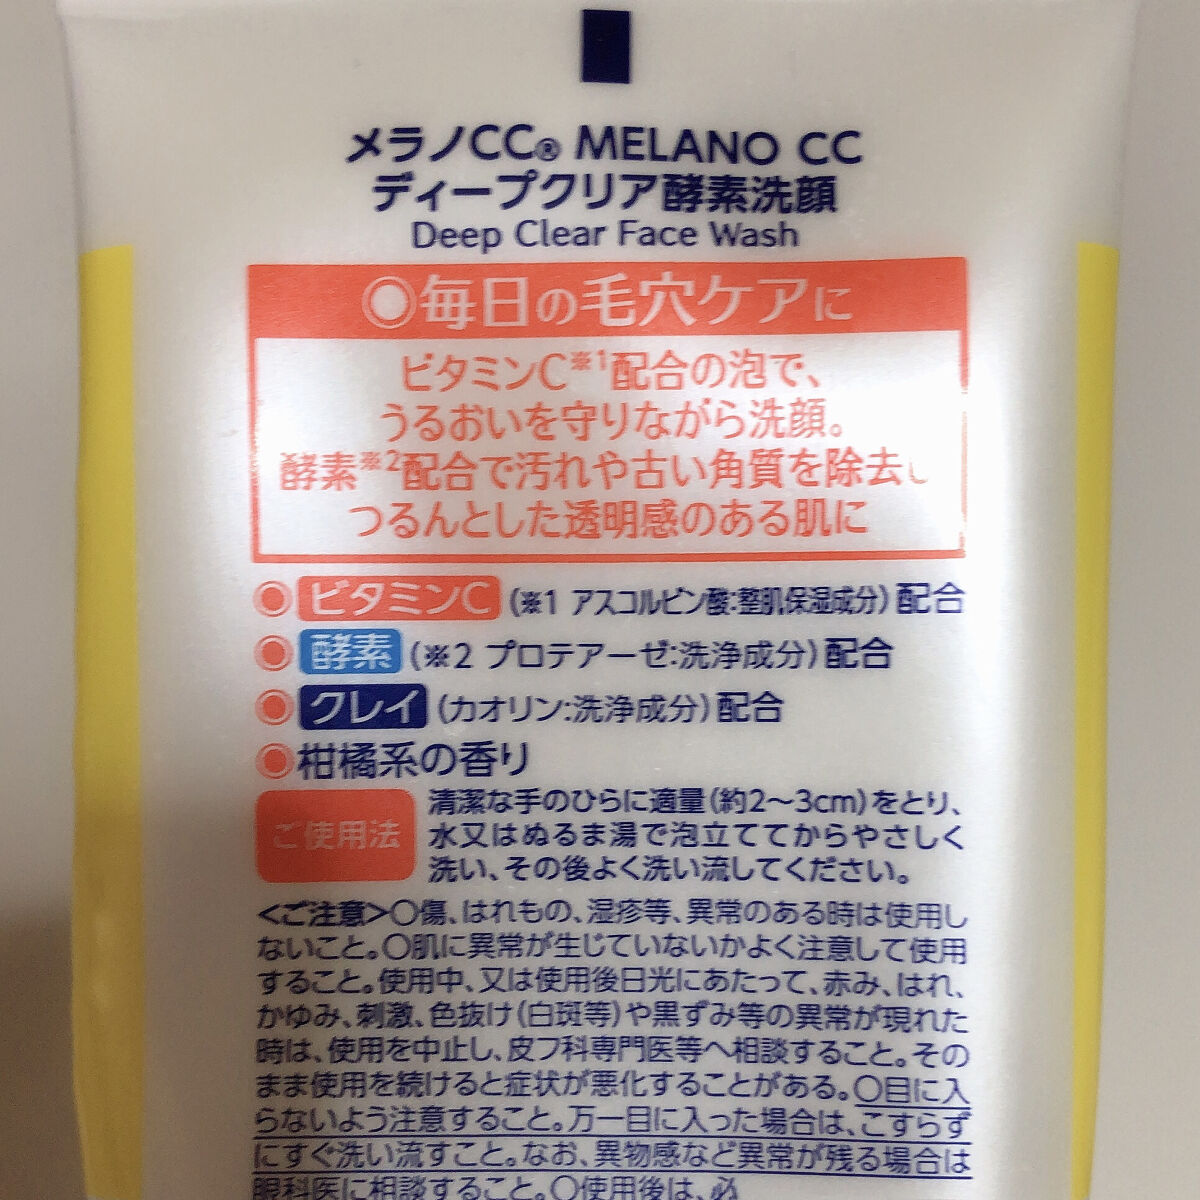 メラノCC® MELANO CC
ディープクリア酵素洗顔
Deep Clear Face Wash
◎毎日の毛穴ケアに
ビタミンC※1配合の泡で、
うるおいを守りながら洗顔。
酵素※2配合で汚れや古い角質を除去し
つるんとした透明感のある肌に
◉ビタミンC(※1 アスコルビン酸:整肌保湿成分)配合
◉酵素(※2 プロテアーゼ:洗浄成分)配合
◉クレイ(カオリン:洗浄成分)配合
◉柑橘系の香り
ご使用法
清潔な手のひらに適量(約2〜3cm)をとり、
水又はぬるま湯で泡立ててからやさしく
洗い、その後よく洗い流してください。
<ご注意>〇傷、はれもの、湿疹等、異常のある時は使用し
ないこと。〇肌に異常が生じていないかよく注意して使用
すること。使用中、又は使用後日光にあたって、赤み、はれ、
かゆみ、刺激、色抜け(白斑等)や黒ずみ等の異常が現れた
時は、使用を中止し、皮フ科専門医等へ相談すること。その
まま使用を続けると症状が悪化することがある。〇目に入
らないよう注意すること。万一目に入った場合は、こすらず
にすぐ洗い流すこと。なお、異物感など異常が残る場合は
眼科医に相談すること。〇使用後は、必